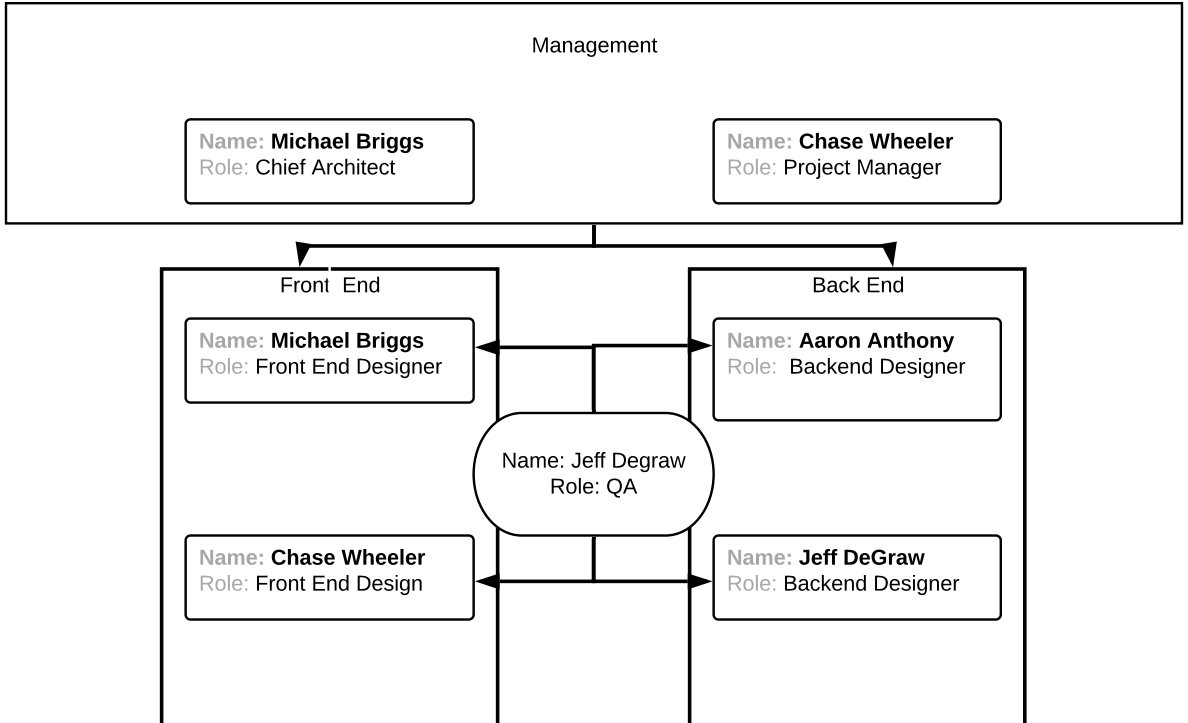 Management
Name: Michael Briggs
Role: Chief Architect
Name: Chase Wheeler
Role: Project Manager
Front End
Name: Michael Briggs
Role: Front End Designer
Name: Chase Wheeler
Role: Front End Design
Name: Jeff Degraw
Role: QA
Back End
Name: Aaron Anthony
Role: Backend Designer
Name: Jeff DeGraw
Role: Backend Designer